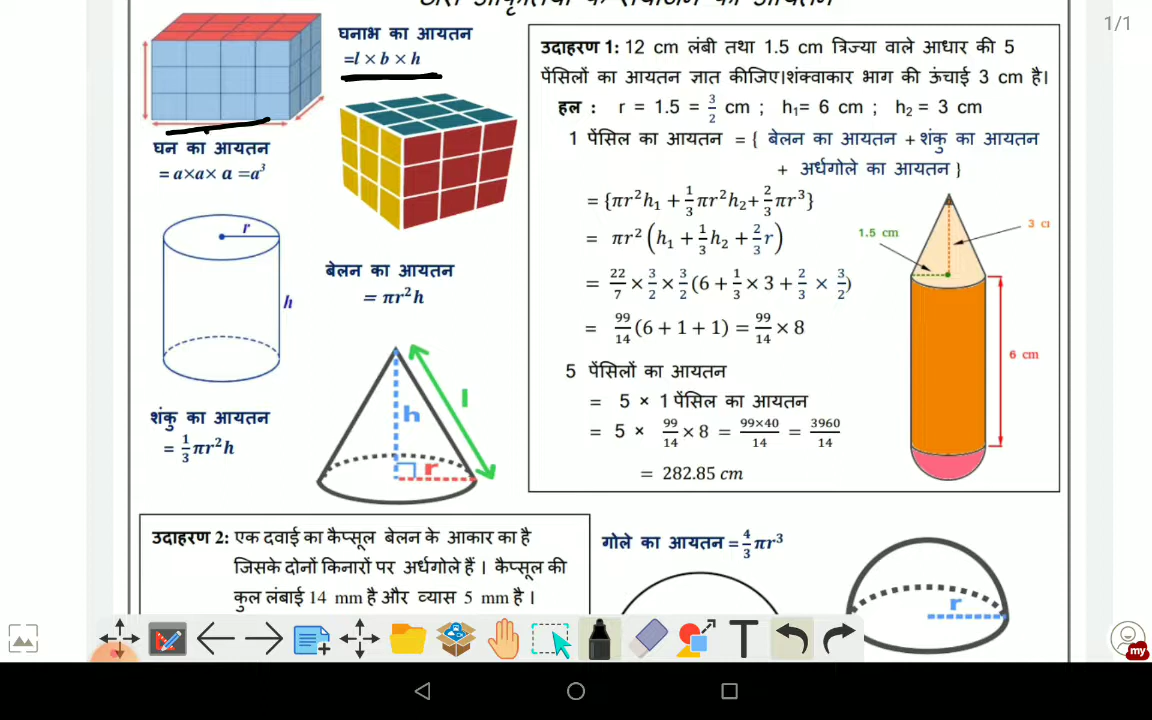 1/1
घनाभ का आयतन
=l × b × h
घन का आयतन
= a×a× a =a³
r
h
बेलन का आयतन
= πr²h
शंकु का आयतन
= 1/3 πr²h
h
l
r
उदाहरण 1: 12 cm लंबी तथा 1.5 cm त्रिज्या वाले आधार की 5
पेंसिलों का आयतन ज्ञात कीजिए।शंक्वाकार भाग की ऊंचाई 3 cm है।
हल : r = 1.5 = 3/2 cm ; h₁= 6 cm ; h₂ = 3 cm
1 पेंसिल का आयतन = { बेलन का आयतन + शंकु का आयतन
+ अर्धगोले का आयतन }
= {πr²h₁ + 1/3 πr²h₂+ 2/3 πr³}
= πr² (h₁ + 1/3 h₂ + 2/3 r)
= 22/7 × 3/2 × 3/2 (6 + 1/3 × 3 + 2/3 × 3/2)
= 99/14 (6 + 1 + 1) = 99/14 × 8
5 पेंसिलों का आयतन
= 5 × 1 पेंसिल का आयतन
= 5 × 99/14 × 8 = 99×40/14 = 3960/14
= 282.85 cm
1.5 cm
3 c
6 cm
उदाहरण 2: एक दवाई का कैप्सूल बेलन के आकार का है
जिसके दोनों किनारों पर अर्धगोले हैं । कैप्सूल की
कुल लंबाई 14 mm है और व्यास 5 mm है ।
गोले का आयतन = 4/3 πr³
r
T
my